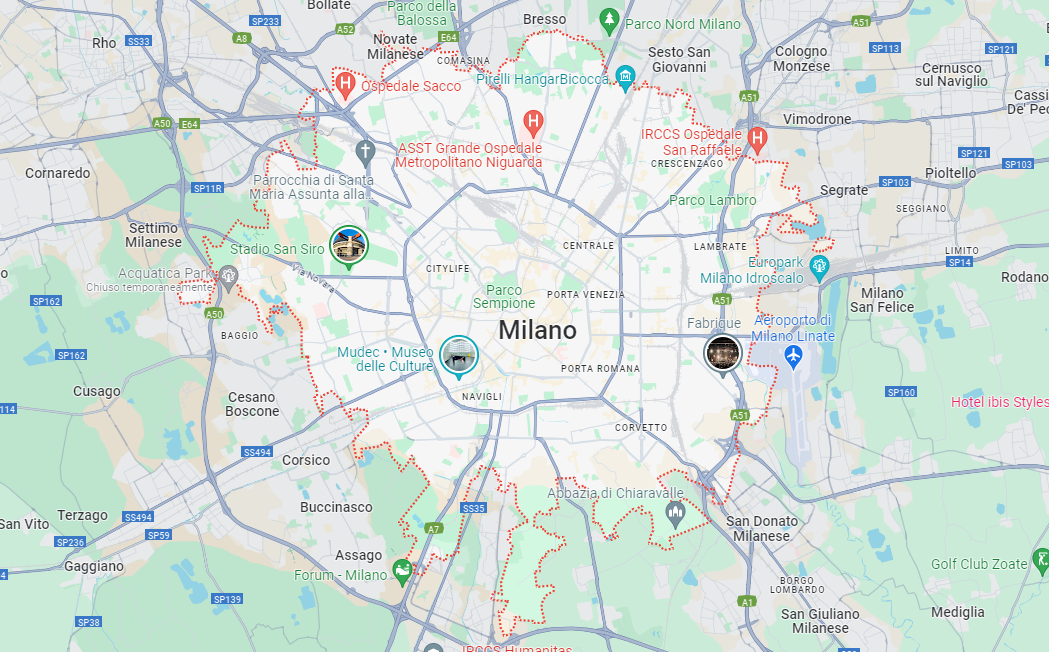 Bollate
Parco della
Balossa
Bresso
Parco Nord Milano
SP233
A52
A51
Rho
SS33
A8
Novate
Milanese
E64
COMASINA
Sesto San
Giovanni
Cologno
Monzese
SP113
SP121
Cernusco
sul Naviglio
Pirelli HangarBicocca
Ospedale Sacco
A51
Cassi
De' Pec
A50
E64
Vimodrone
ASST Grande Ospedale
Metropolitano Niguarda
IRCCS Ospedale
San Raffaele
CRESCENZAGO
SP121
SP103
Cornaredo
Pioltello
Parrocchia di Santa
Maria Assunta alla...
SP11R
SP103
Segrate
Parco Lambro
SEGGIANO
Settimo
Milanese
Stadio San Siro
CENTRALE
LAMBRATE
LIMITO
SP14
Via Novara
CITYLIFE
Europark
Milano Idroscalo
Acquatica Park
Chiuso temporaneamente
Rodano
Parco
Sempione
PORTA VENEZIA
A51
Milano
San Felice
SP162
A50
BAGGIO
Milano
Fabrique
Aeroporto di
Milano Linate
SP162
Mudec • Museo
delle Culture
PORTA ROMANA
Cusago
Cesano
Boscone
NAVIGLI
SP160
Hotel ibis Styles
114
A51
CORVETTO
SS494
Corsico
Abbazia di Chiaravalle
Buccinasco
SS35
San Vito
Terzago
SS494
SP59
SP236
A7
San Donato
Milanese
Gaggiano
Assago
Forum - Milano
Golf Club Zoate
4
BORGO
LOMBARDO
SP139
A1
SP38
San Giuliano
Milanese
Mediglia
IRCCS Humanitas